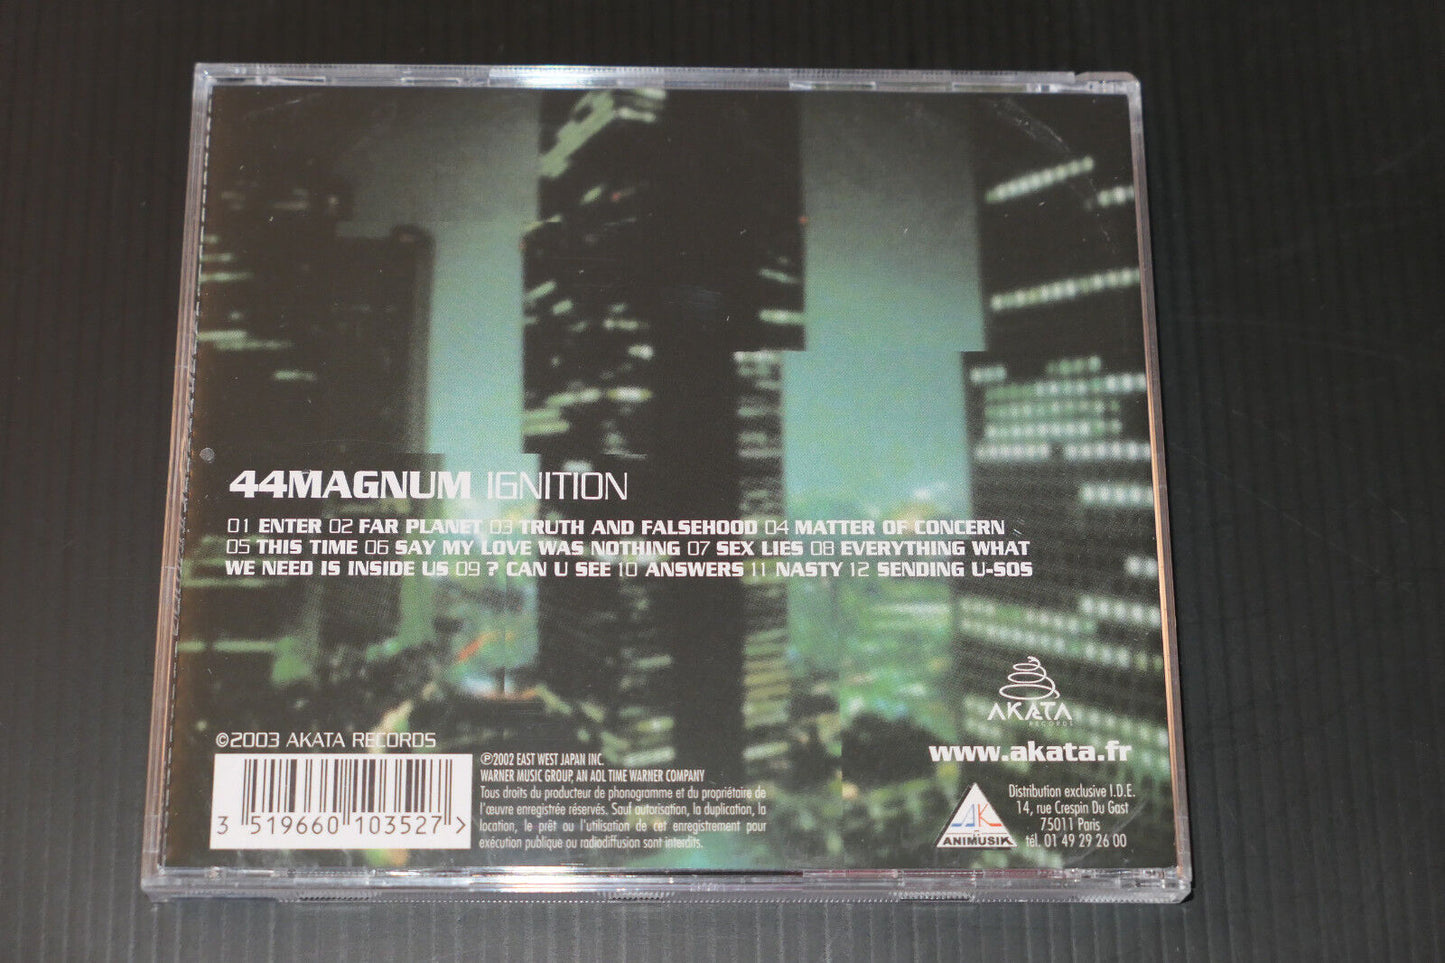 44MAGNUM IGNITION
01 ENTER 02 FAR PLANET 03 TRUTH AND FALSEHOOD 04 MATTER OF CONCERN
05 THIS TIME 06 SAY MY LOVE WAS NOTHING 07 SEX LIES 08 EVERYTHING WHAT
WE NEED IS INSIDE US 09 ? CAN U SEE 10 ANSWERS 11 NASTY 12 SENDING U-SOS
AKATA
RECORDS
www.akata.fr
©2003 AKATA RECORDS
3 519660 103527 >
℗2002 EAST WEST JAPAN INC.
WARNER MUSIC GROUP, AN AOL TIME WARNER COMPANY
Tous droits du producteur de phonogramme et du propriétaire de
l'œuvre enregistrée réservés. Sauf autorisation, la duplication, la
location, le prêt ou l'utilisation de cet enregistrement pour
exécution publique ou radiodiffusion sont interdits.
AK
ANIMUSIK
Distribution exclusive I.D.E.
14, rue Crespin Du Gast
75011 Paris
tél. 01 49 29 26 00